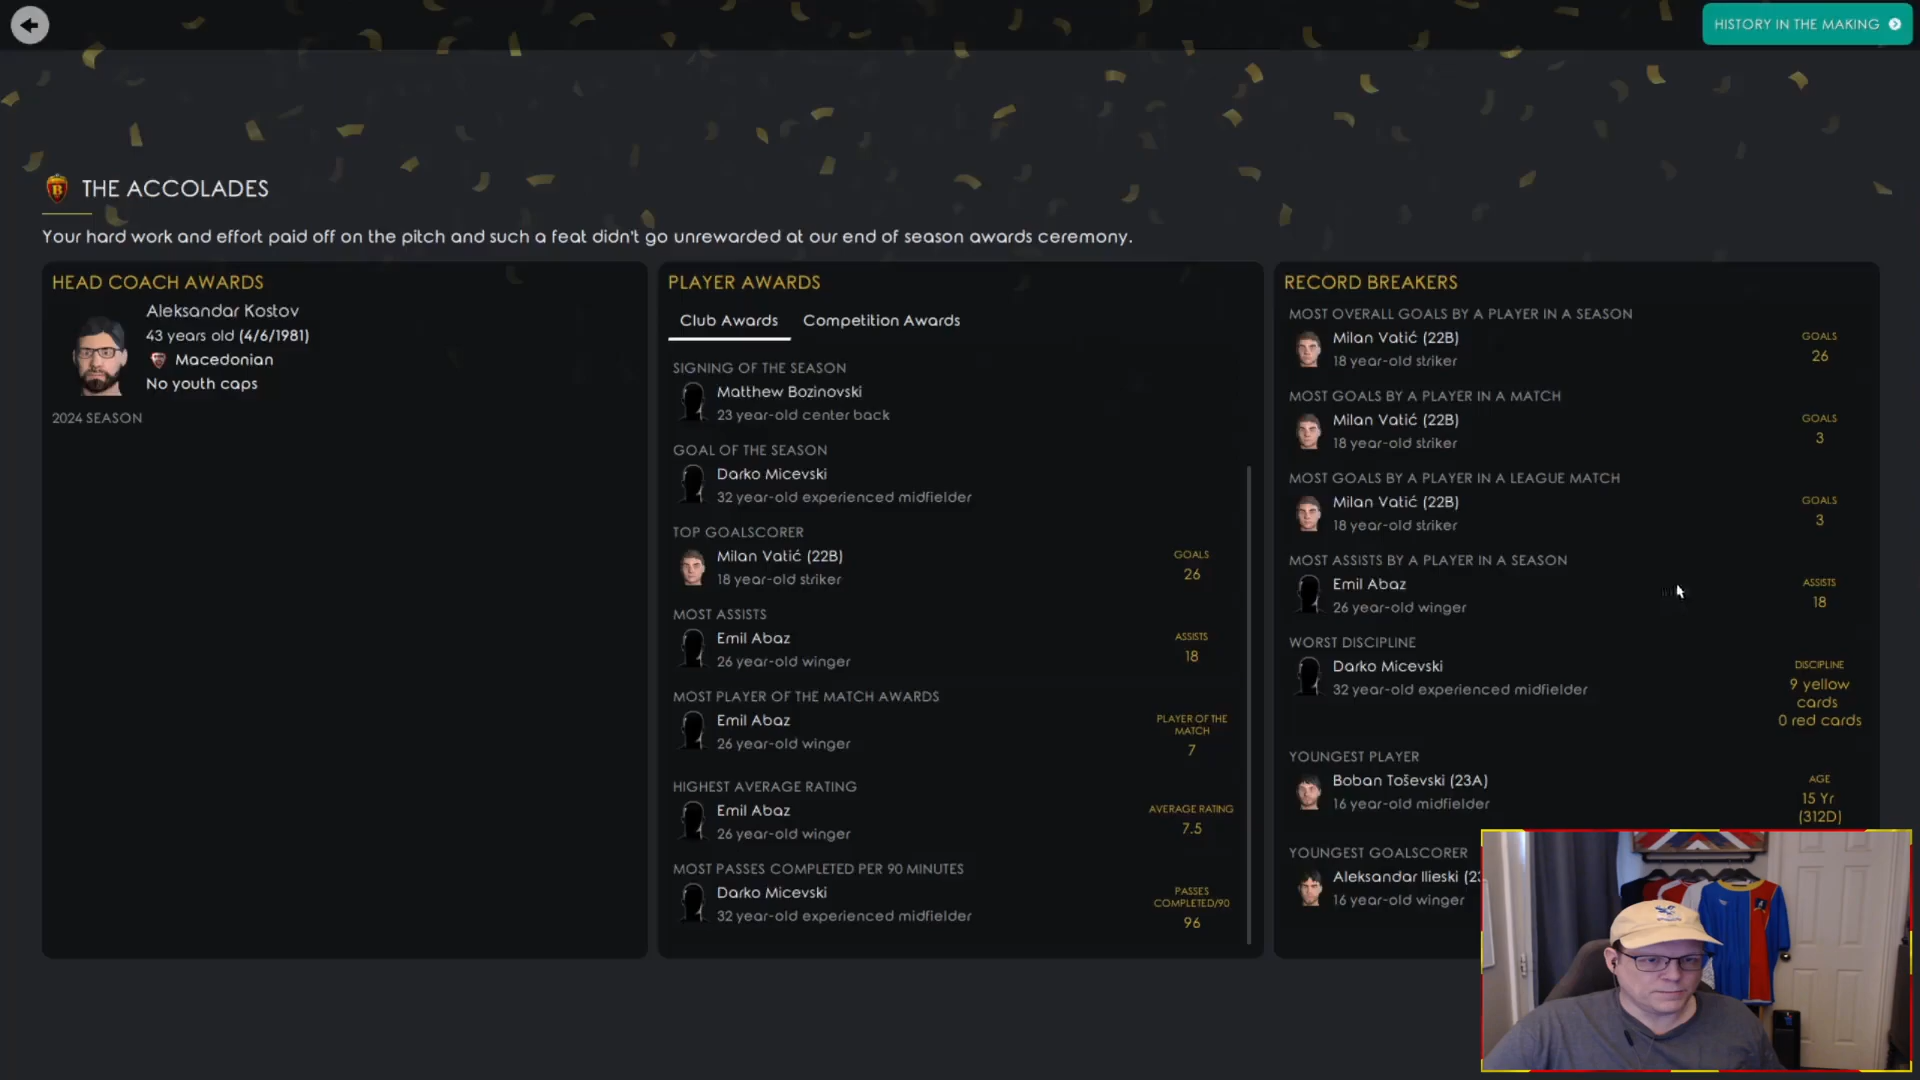 HISTORY IN THE MAKING
THE ACCOLADES
Your hard work and effort paid off on the pitch and such a feat didn't go unrewarded at our end of season awards ceremony.
HEAD COACH AWARDS
Aleksandar Kostov
43 years old (4/6/1981)
Macedonian
No youth caps
2024 SEASON
PLAYER AWARDS
Club Awards
Competition Awards
SIGNING OF THE SEASON
Matthew Bozinovski
23 year-old center back
GOAL OF THE SEASON
Darko Micevski
32 year-old experienced midfielder
TOP GOALSCORER
Milan Vatić (22B)
18 year-old striker
GOALS
26
MOST ASSISTS
Emil Abaz
26 year-old winger
ASSISTS
18
MOST PLAYER OF THE MATCH AWARDS
Emil Abaz
26 year-old winger
PLAYER OF THE
MATCH
7
HIGHEST AVERAGE RATING
Emil Abaz
26 year-old winger
AVERAGE RATING
7.5
MOST PASSES COMPLETED PER 90 MINUTES
Darko Micevski
32 year-old experienced midfielder
PASSES
COMPLETED/90
96
RECORD BREAKERS
MOST OVERALL GOALS BY A PLAYER IN A SEASON
Milan Vatić (22B)
18 year-old striker
GOALS
26
MOST GOALS BY A PLAYER IN A MATCH
Milan Vatić (22B)
18 year-old striker
GOALS
3
MOST GOALS BY A PLAYER IN A LEAGUE MATCH
Milan Vatić (22B)
18 year-old striker
GOALS
3
MOST ASSISTS BY A PLAYER IN A SEASON
Emil Abaz
26 year-old winger
ASSISTS
18
WORST DISCIPLINE
Darko Micevski
32 year-old experienced midfielder
DISCIPLINE
9 yellow
cards
0 red cards
YOUNGEST PLAYER
Boban Toševski (23A)
16 year-old midfielder
AGE
15 Yr
(312D)
YOUNGEST GOALSCORER
Aleksandar Ilieski
16 year-old winger